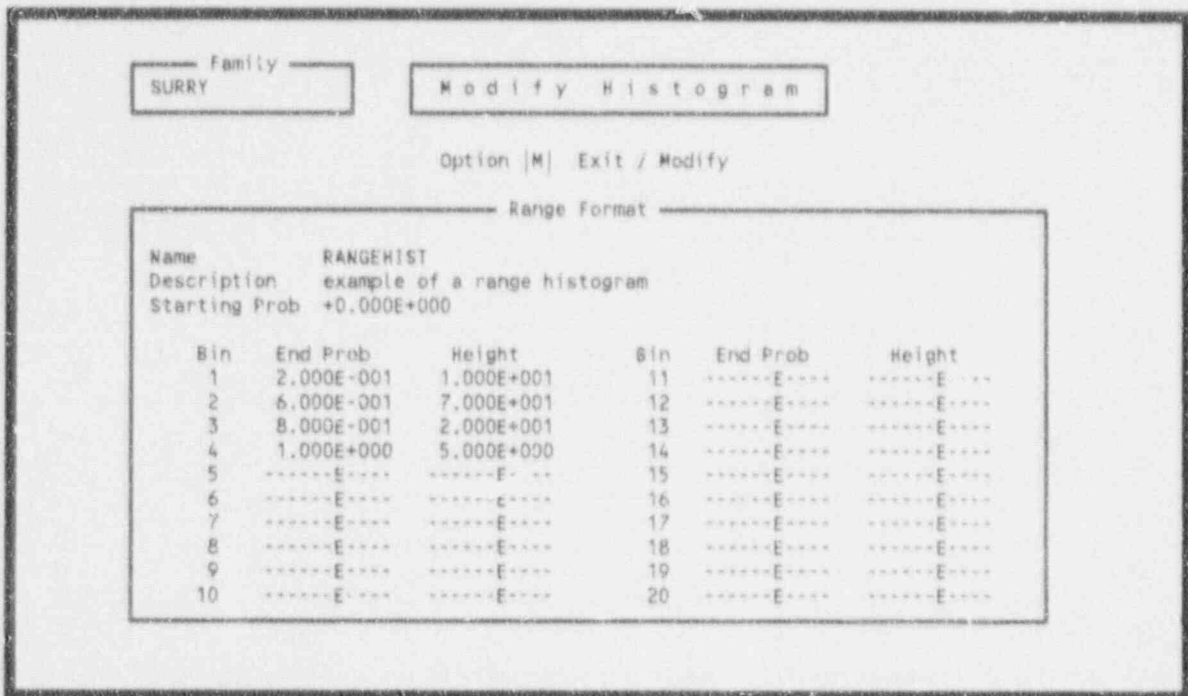 Family
SURRY
Modify Histogram
Option |M| Exit / Modify
Range Format
Name RANGEHIST
Description example of a range histogram
Starting Prob +0.000E+000
Bin End Prob Height Bin End Prob Height
1 2.000E-001 1.000E+001 11 ------E---- ------E----
2 6.000E-001 7.000E+001 12 ------E---- ------E----
3 8.000E-001 2.000E+001 13 ------E---- ------E----
4 1.000E+000 5.000E+000 14 ------E---- ------E----
5 ------E---- ------E---- 15 ------E---- ------E----
6 ------E---- ------E---- 16 ------E---- ------E----
7 ------E---- ------E---- 17 ------E---- ------E----
8 ------E---- ------E---- 18 ------E---- ------E----
9 ------E---- ------E---- 19 ------E---- ------E----
10 ------E---- ------E---- 20 ------E---- ------E----